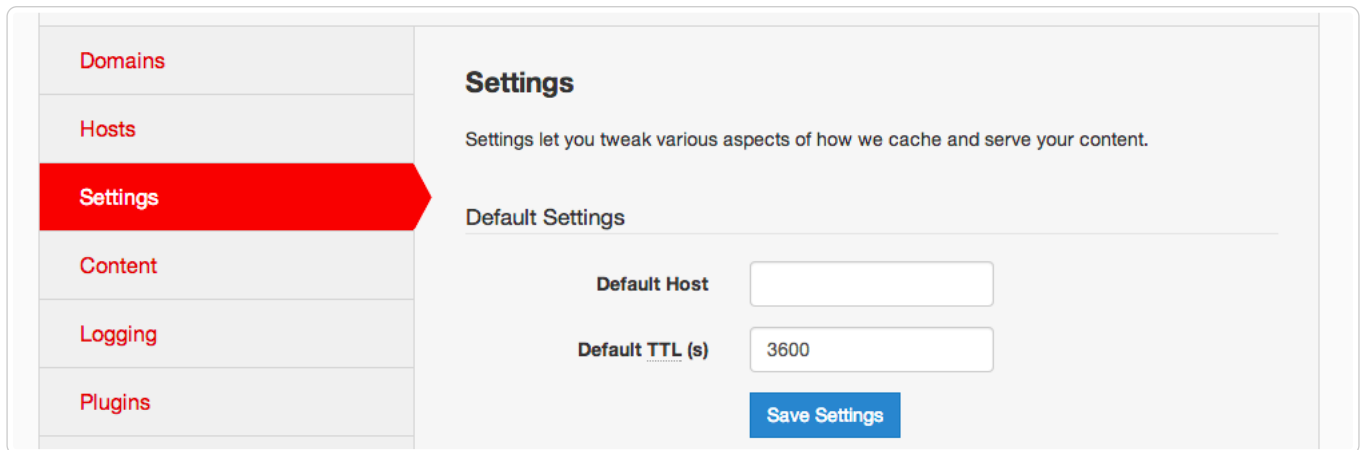 Domains
Hosts
Settings
Content
Logging
Plugins
Settings
Settings let you tweak various aspects of how we cache and serve your content.
Default Settings
Default Host
Default TTL (s)
3600
Save Settings